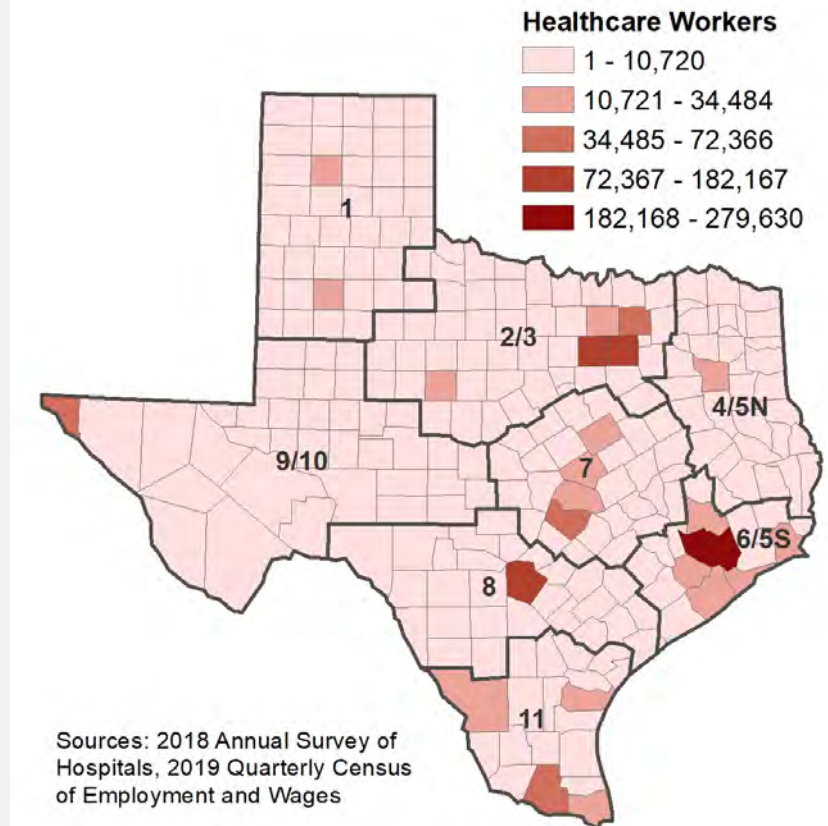 Healthcare Workers
1 - 10,720
10,721 - 34,484
34,485 - 72,366
72,367 - 182,167
182,168 - 279,630
1
2/3
4/5N
9/10
7
6/5S
8
11
Sources: 2018 Annual Survey of
Hospitals, 2019 Quarterly Census
of Employment and Wages